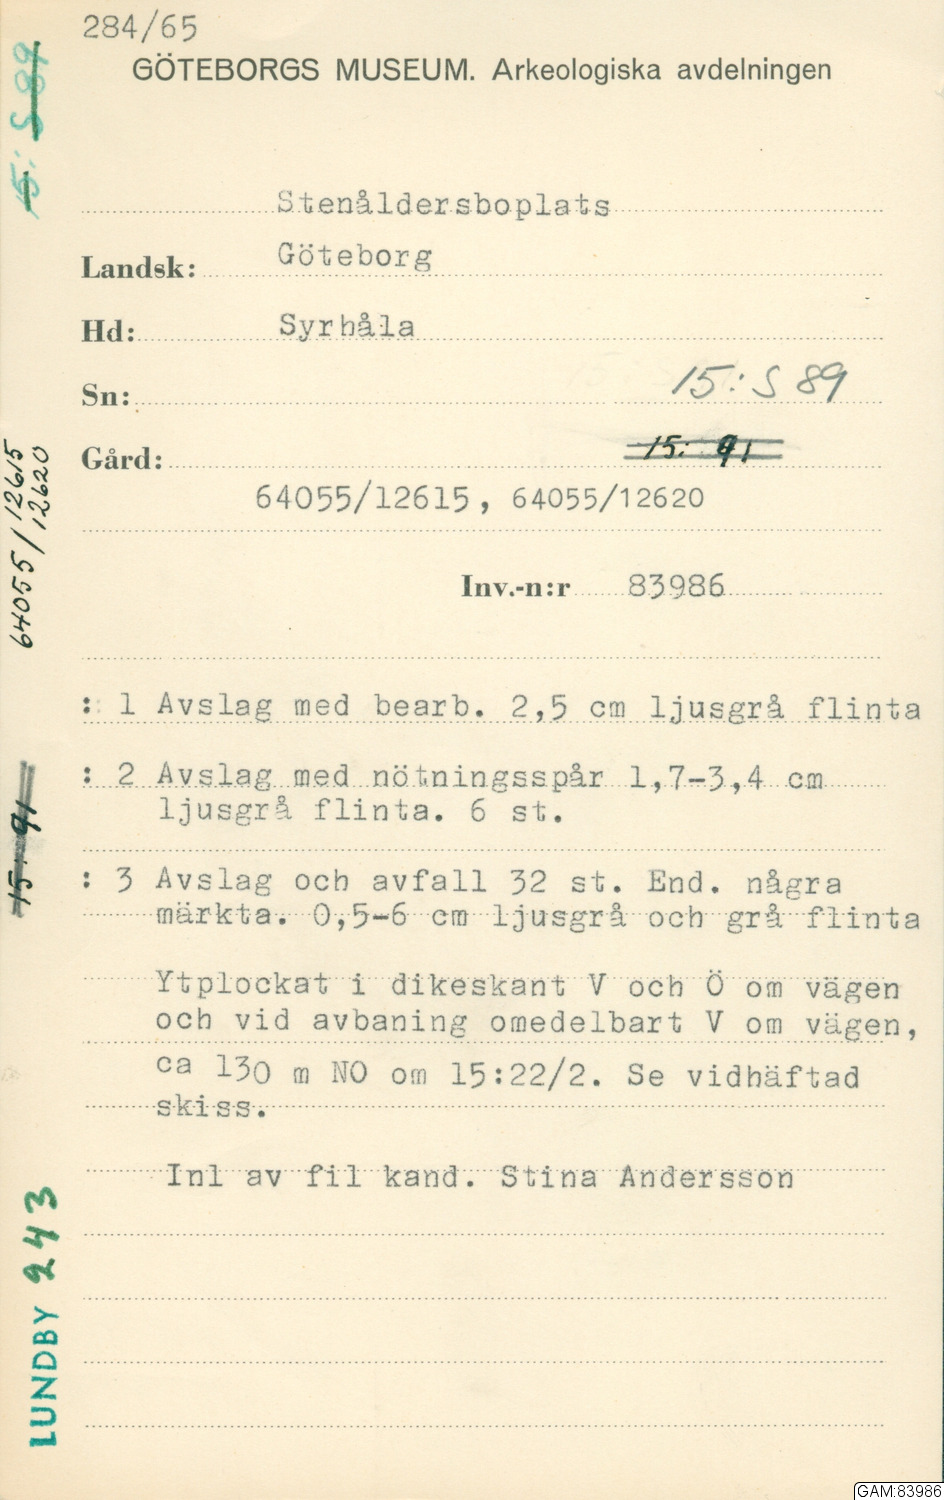 284/65
GÖTEBORGS MUSEUM. Arkeologiska avdelningen
Stenåldersboplats
Landsk: Göteborg
Hd: Syrhåla
Sn: 15: S 89
Gård: 15: 91
64055/12615, 64055/12620
Inv.-n:r 83986
: 1 Avslag med bearb. 2,5 cm ljusgrå flinta
: 2 Avslag med nötningsspår 1,7-3,4 cm
ljusgrå flinta. 6 st.
: 3 Avslag och avfall 32 st. End. några
märkta. 0,5-6 cm ljusgrå och grå flinta
Ytplockat i dikeskant V och Ö om vägen
och vid avbaning omedelbart V om vägen,
ca 130 m NO om 15:22/2. Se vidhäftad
skiss.
Inl av fil kand. Stina Andersson
15: S 89
64055/12615
12620
15: 91
LUNDBY 243
GAM:83986